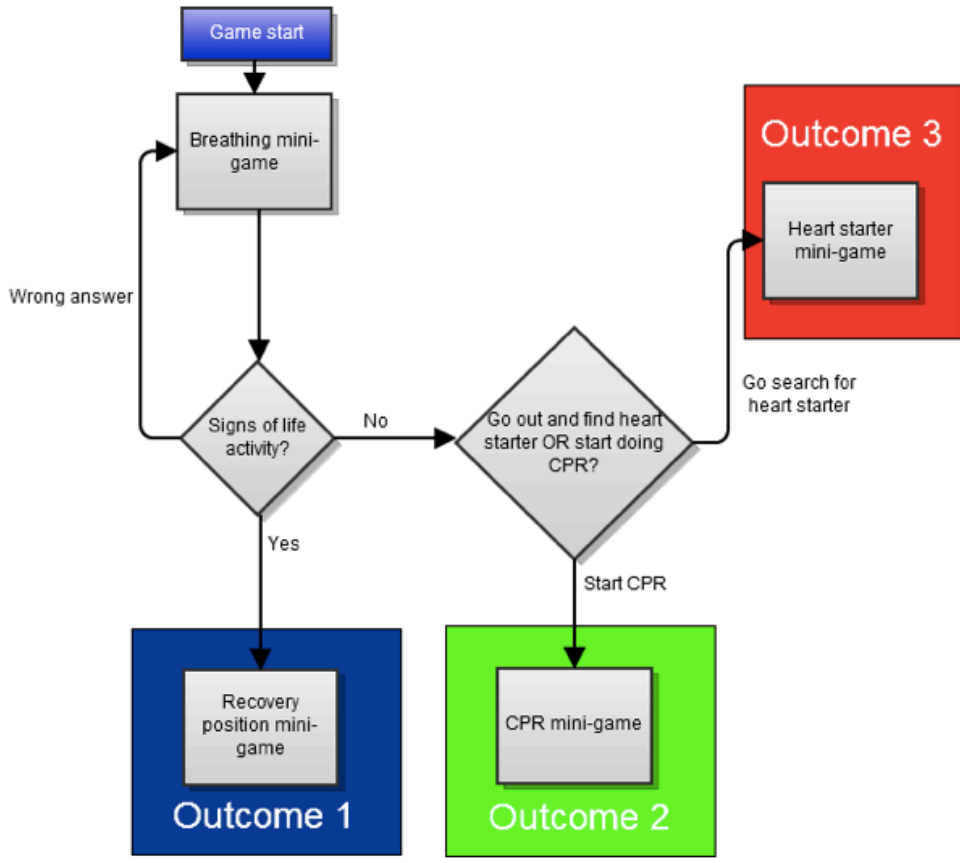 Game start
Breathing mini-
game
Outcome 3
Heart starter
mini-game
Wrong answer
Go search for
heart starter
Signs of life
activity?
No
Go out and find heart
starter OR start doing
CPR?
Yes
Start CPR
Recovery
position mini-
game
Outcome 1
CPR mini-game
Outcome 2